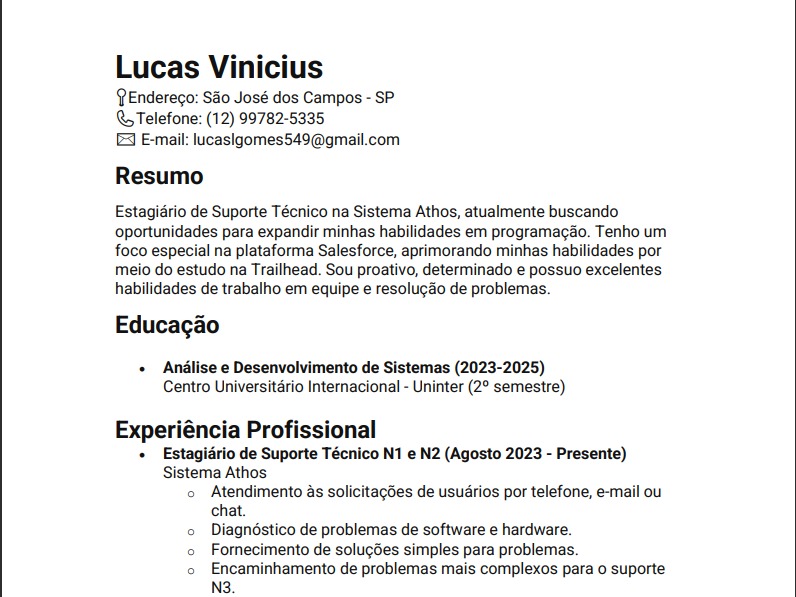 Lucas Vinicius
Endereço: São José dos Campos - SP
Telefone: (12) 99782-5335
E-mail: lucaslgomes549@gmail.com
Resumo
Estagiário de Suporte Técnico na Sistema Athos, atualmente buscando
oportunidades para expandir minhas habilidades em programação. Tenho um
foco especial na plataforma Salesforce, aprimorando minhas habilidades por
meio do estudo na Trailhead. Sou proativo, determinado e possuo excelentes
habilidades de trabalho em equipe e resolução de problemas.
Educação
• Análise e Desenvolvimento de Sistemas (2023-2025)
Centro Universitário Internacional - Uninter (2º semestre)
Experiência Profissional
• Estagiário de Suporte Técnico N1 e N2 (Agosto 2023 - Presente)
Sistema Athos
○ Atendimento às solicitações de usuários por telefone, e-mail ou
chat.
○ Diagnóstico de problemas de software e hardware.
○ Fornecimento de soluções simples para problemas.
○ Encaminhamento de problemas mais complexos para o suporte
N3.